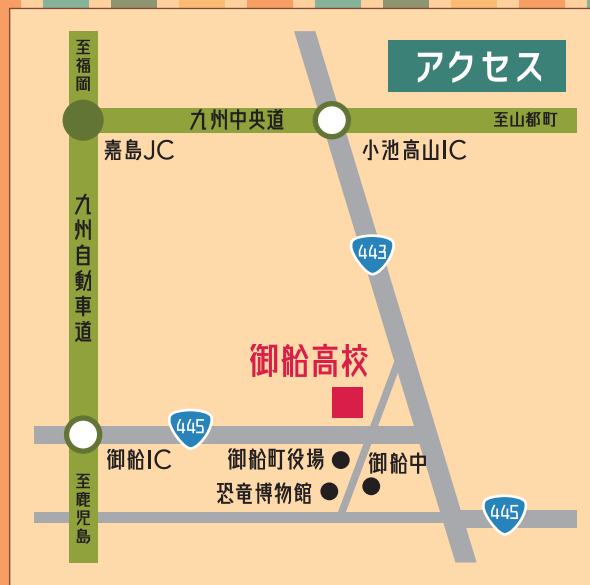 アクセス
至福岡
九州中央道
至山都町
嘉島JC
小池高山IC
九州自動車道
443
御船高校
445
御船IC
御船町役場
御船中
恐竜博物館
至鹿児島
445